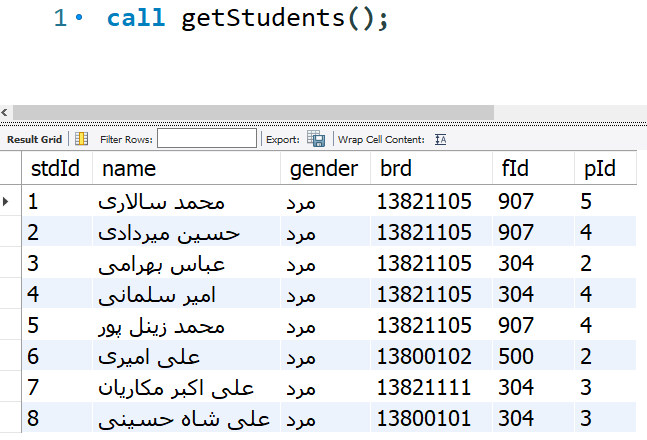 1 call getStudents();
Result Grid Filter Rows: Export: Wrap Cell Content: IA
stdId name gender brd fId pId
1 محمد سالاری مرد 13821105 907 5
2 حسین میردادی مرد 13821105 907 4
3 عباس بهرامی مرد 13821105 304 2
4 امیر سلمانی مرد 13821105 304 4
5 محمد زینل پور مرد 13821105 907 4
6 علی امیری مرد 13800102 500 2
7 علی اکبر مکاریان مرد 13821111 304 3
8 علی شاه حسینی مرد 13800101 304 3